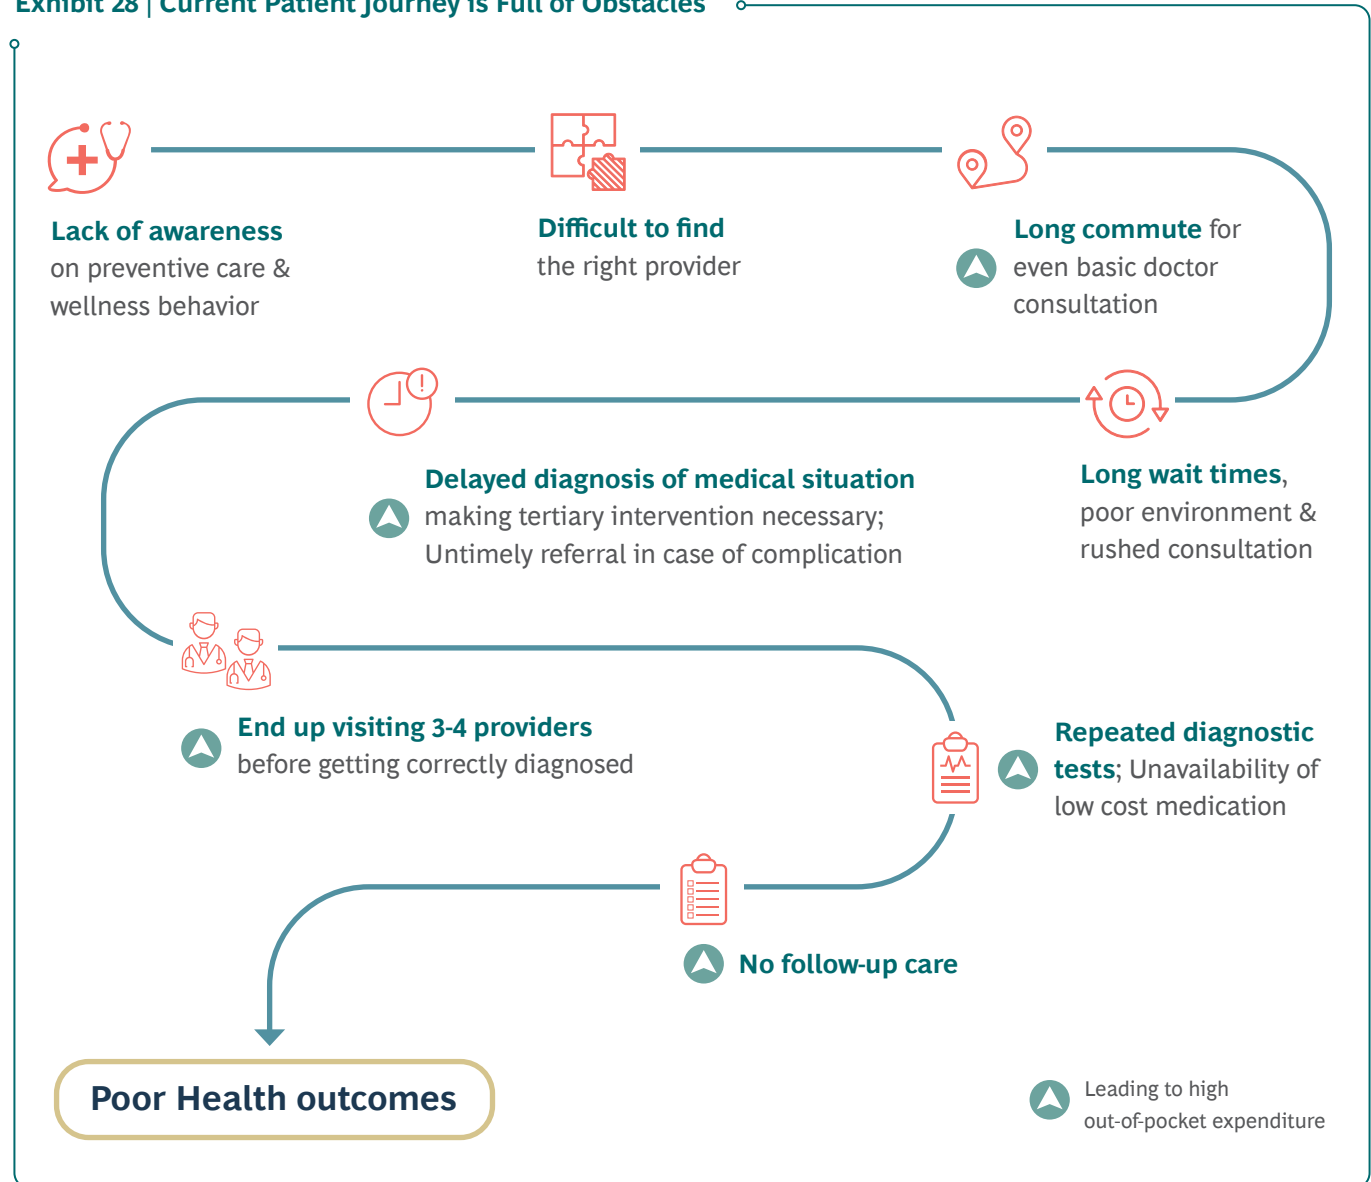 Exhibit 28 | Current Patient Journey is Full of Obstacles
Lack of awareness
on preventive care &
wellness behavior
Difficult to find
the right provider
Long commute for
even basic doctor
consultation
Long wait times,
poor environment &
rushed consultation
Delayed diagnosis of medical situation
making tertiary intervention necessary;
Untimely referral in case of complication
End up visiting 3-4 providers
before getting correctly diagnosed
Repeated diagnostic
tests; Unavailability of
low cost medication
No follow-up care
Poor Health outcomes
Leading to high
out-of-pocket expenditure